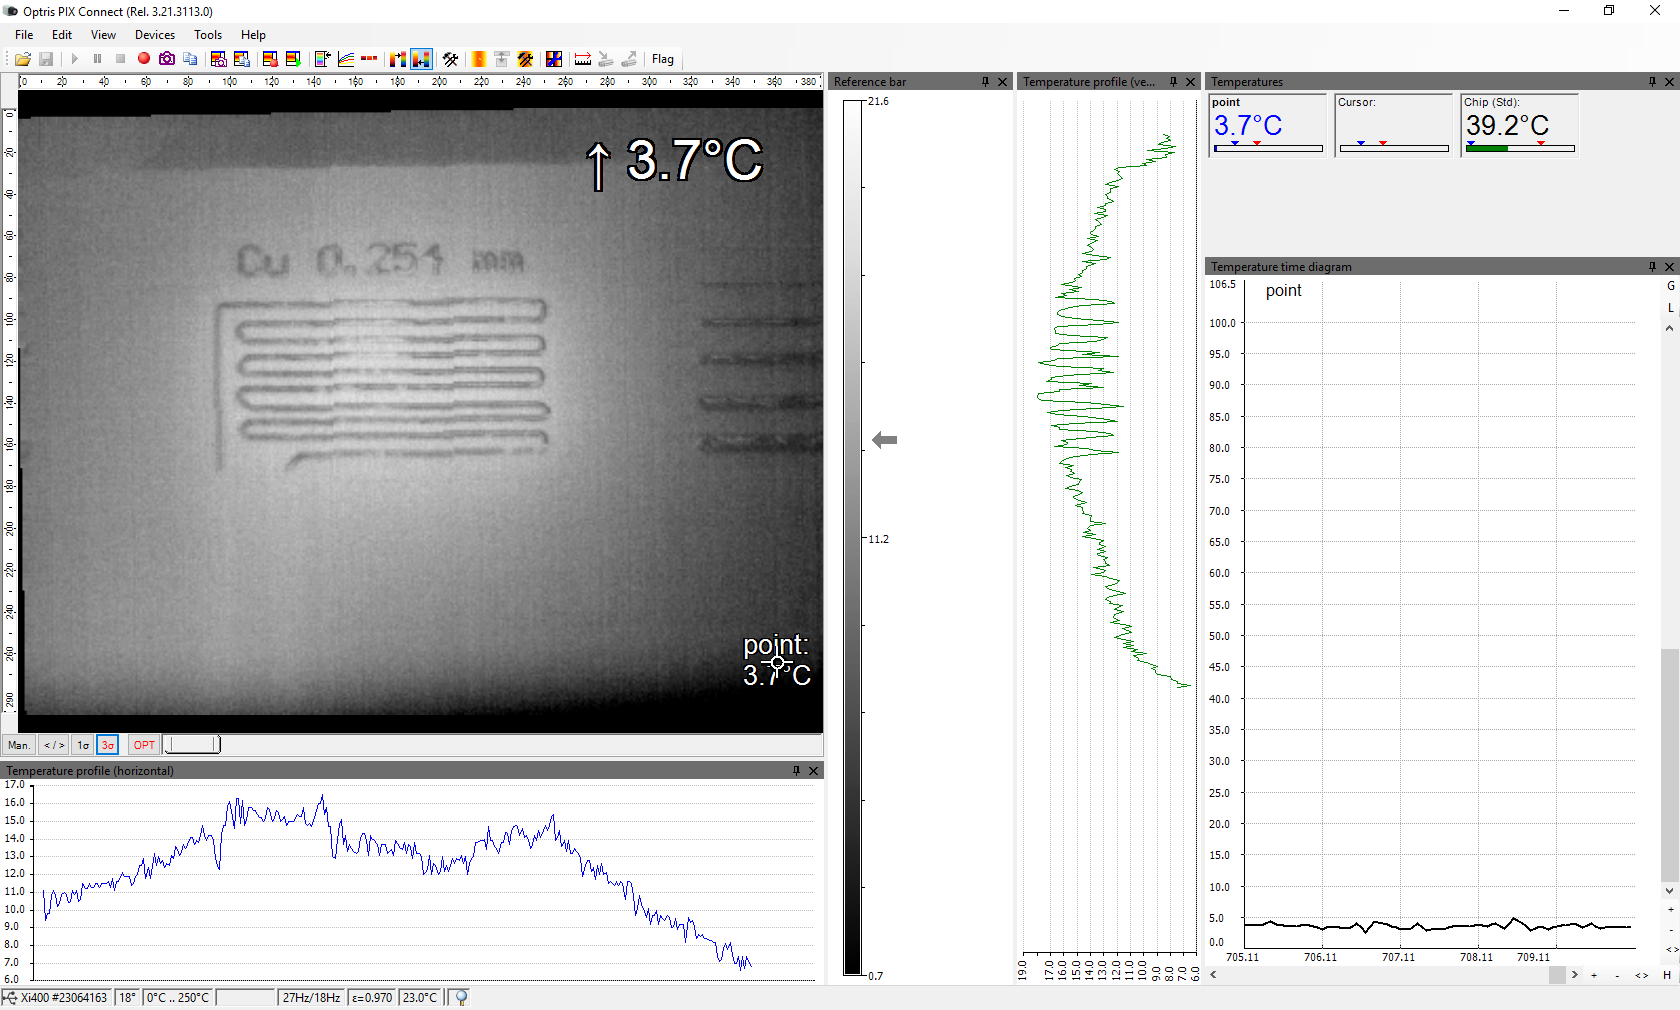 Optris PIX Connect (Rel. 3.21.3113.0)
File Edit View Devices Tools Help
Flag
0 20 40 60 80 100 120 140 160 180 200 220 240 260 280 300 320 340 360 380
0
20
40
60
80
100
120
140
160
180
200
220
240
260
290
↑ 3.7°C
Cu 0.254 mm
point:
3.7°C
Man. < / > 1σ 3σ OPT
Temperature profile (horizontal)
17.0
16.0
15.0
14.0
13.0
12.0
11.0
10.0
9.0
8.0
7.0
6.0
Reference bar
21.6
11.2
0.7
Temperature profile (ve...
19.0 17.0 16.0 15.0 14.0 13.0 12.0 11.0 10.0 9.0 8.0 7.0 6.0
Temperatures
point
3.7°C
Cursor:
Chip (Std):
39.2°C
Temperature time diagram
point
106.5
100.0
95.0
90.0
85.0
80.0
75.0
70.0
65.0
60.0
55.0
50.0
45.0
40.0
35.0
30.0
25.0
20.0
15.0
10.0
5.0
0.0
705.11 706.11 707.11 708.11 709.11
G
L
+
-
<>
+ - <> H
Xi400 #23064163 18° 0°C .. 250°C 27Hz/18Hz ε=0.970 23.0°C